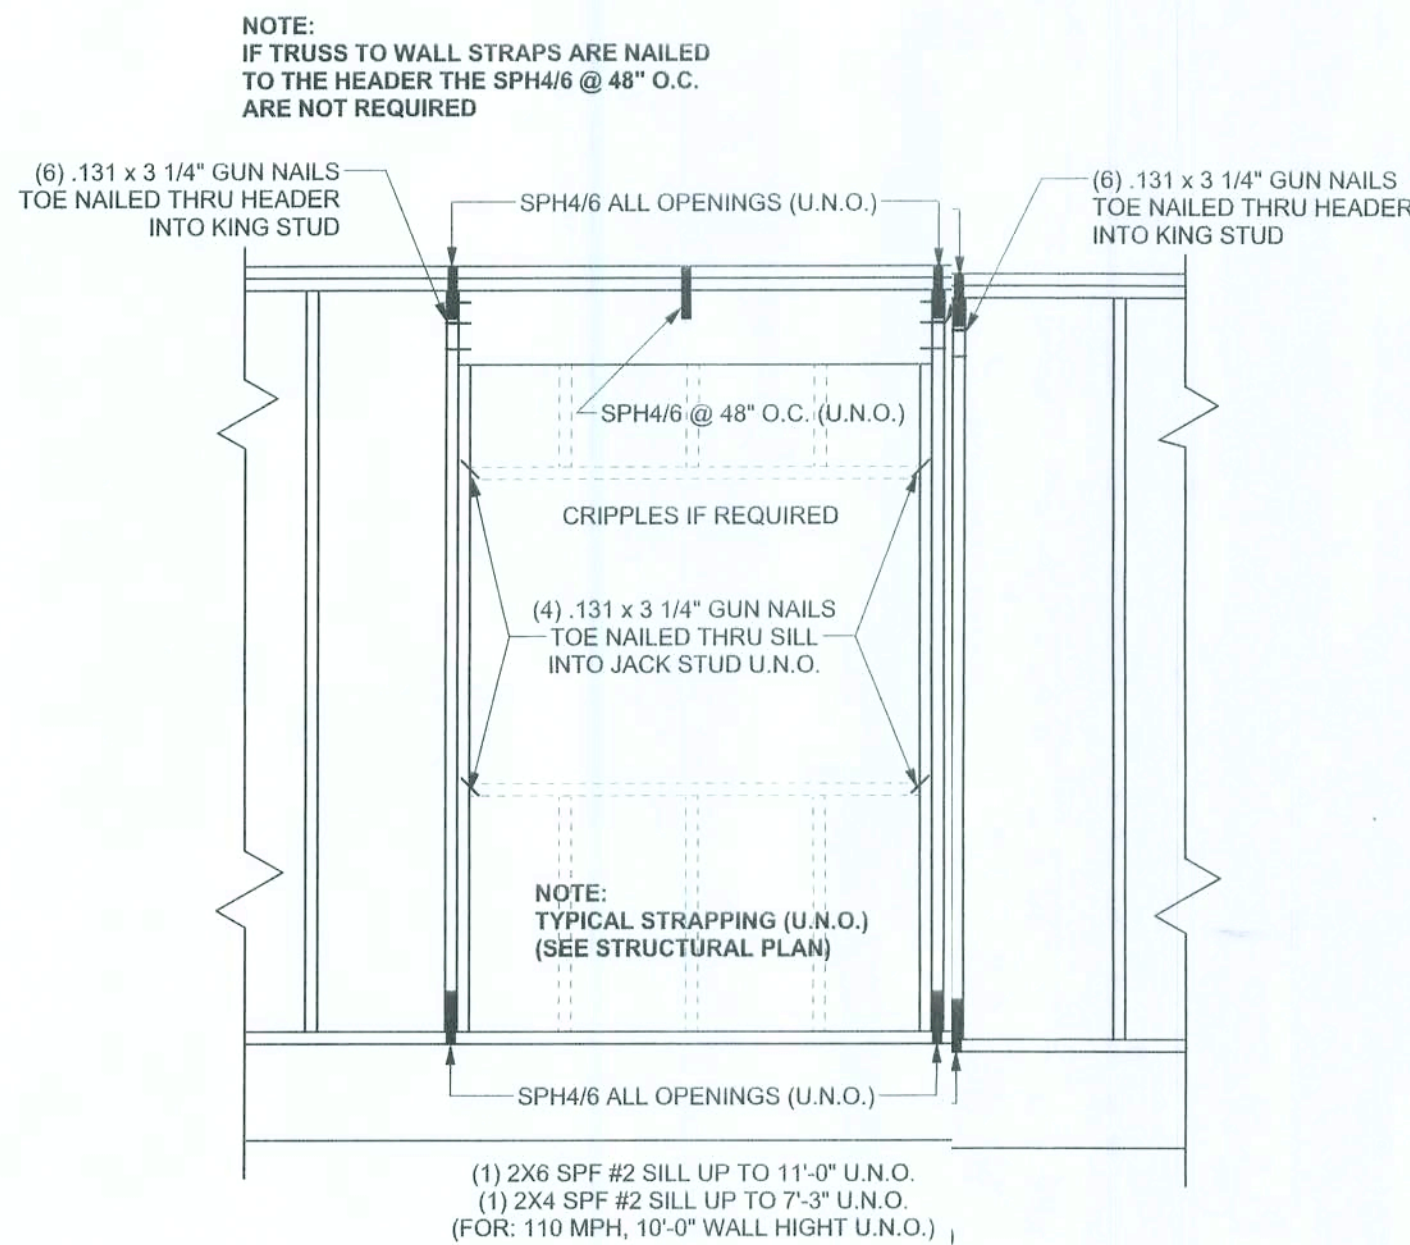 NOTE:
IF TRUSS TO WALL STRAPS ARE NAILED
TO THE HEADER THE SPH4/6 @ 48" O.C.
ARE NOT REQUIRED
(6) .131 x 3 1/4" GUN NAILS
TOE NAILED THRU HEADER
INTO KING STUD
SPH4/6 ALL OPENINGS (U.N.O.)
(6) .131 x 3 1/4" GUN NAILS
TOE NAILED THRU HEADER
INTO KING STUD
SPH4/6 @ 48" O.C. (U.N.O.)
CRIPPLES IF REQUIRED
(4) .131 x 3 1/4" GUN NAILS
TOE NAILED THRU SILL
INTO JACK STUD U.N.O.
NOTE:
TYPICAL STRAPPING (U.N.O.)
(SEE STRUCTURAL PLAN)
SPH4/6 ALL OPENINGS (U.N.O.)
(1) 2X6 SPF #2 SILL UP TO 11'-0" U.N.O.
(1) 2X4 SPF #2 SILL UP TO 7'-3" U.N.O.
(FOR: 110 MPH, 10'-0" WALL HIGHT U.N.O.)